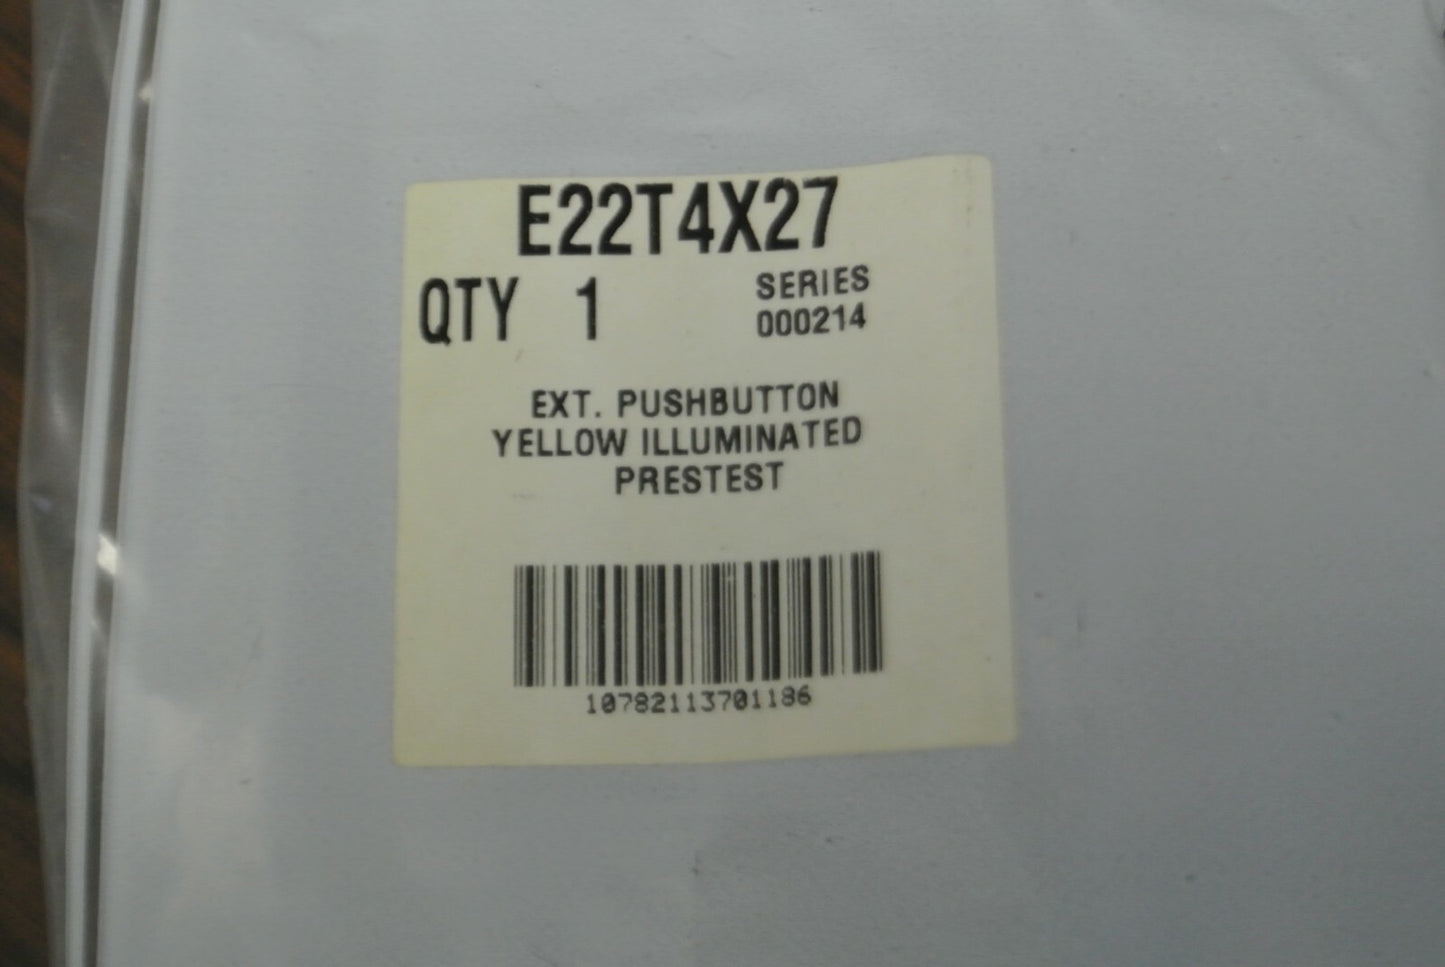 E22T4X27
QTY 1 SERIES
000214
EXT. PUSHBUTTON
YELLOW ILLUMINATED
PRESTEST
10782113701186